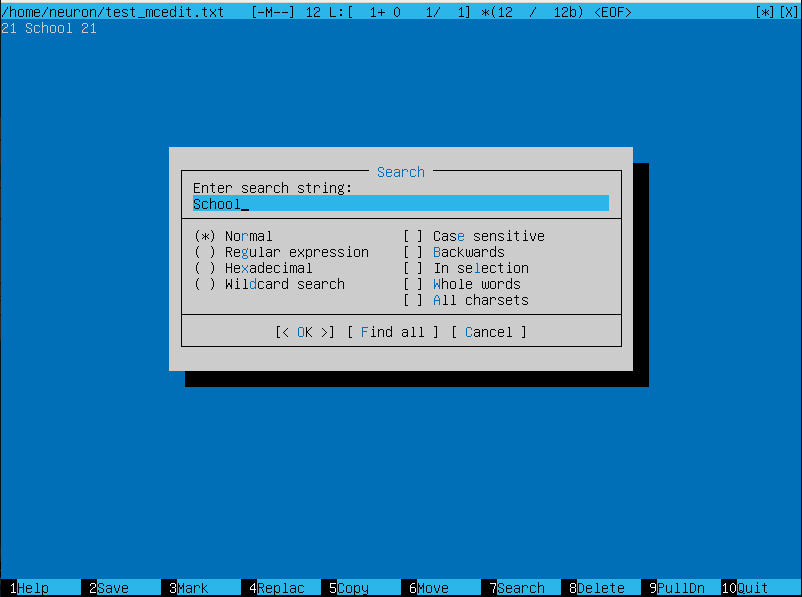 /home/neuron/test_mcedit.txt   [-M--] 12 L:[  1+ 0   1/  1] *(12  /  12b) <EOF>   [*][X]
21 School 21
Search
Enter search string:
School_
(*) Normal   [ ] Case sensitive
( ) Regular expression   [ ] Backwards
( ) Hexadecimal   [ ] In selection
( ) Wildcard search   [ ] Whole words
[ ] All charsets
[< OK >] [ Find all ] [ Cancel ]
1Help   2Save   3Mark   4Replac   5Copy   6Move   7Search   8Delete   9PullDn   10Quit